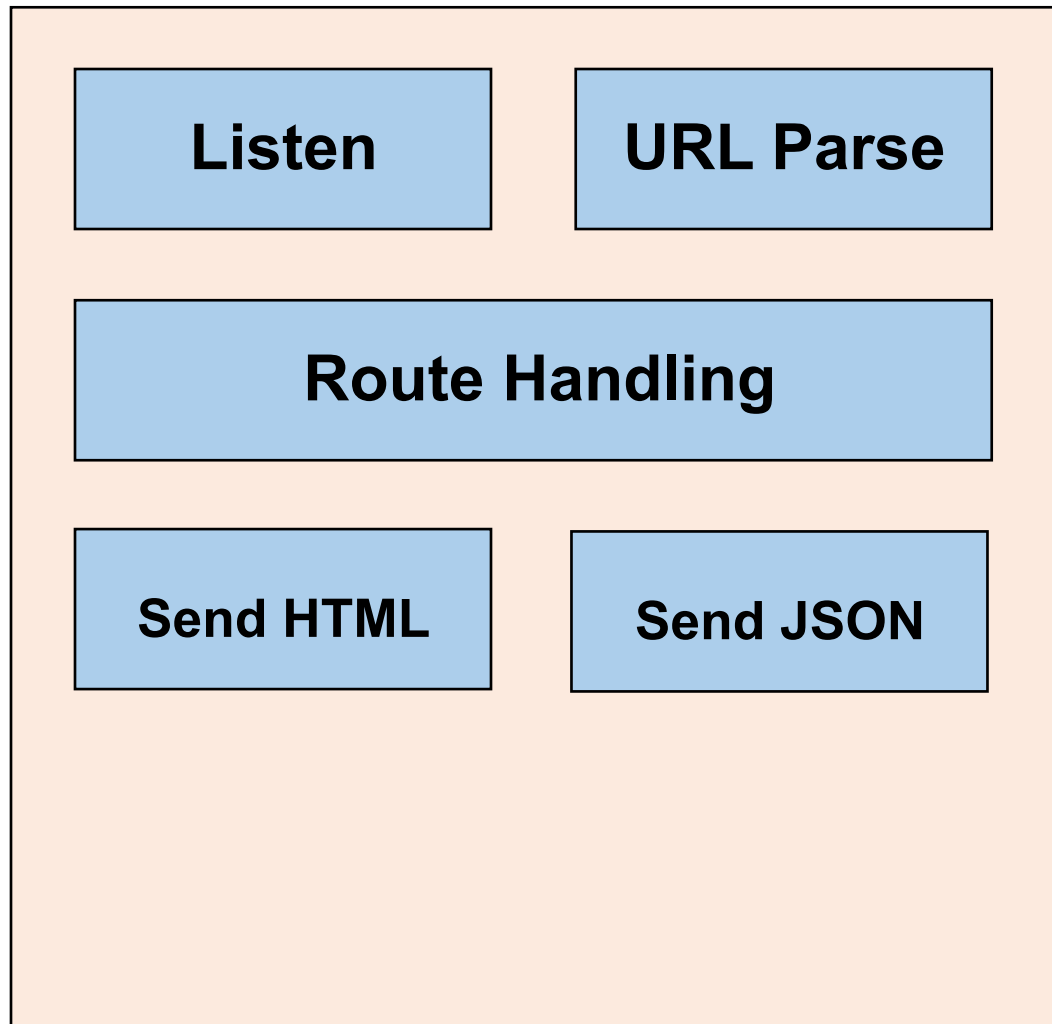 Listen
URL Parse
Route Handling
Send HTML
Send JSON